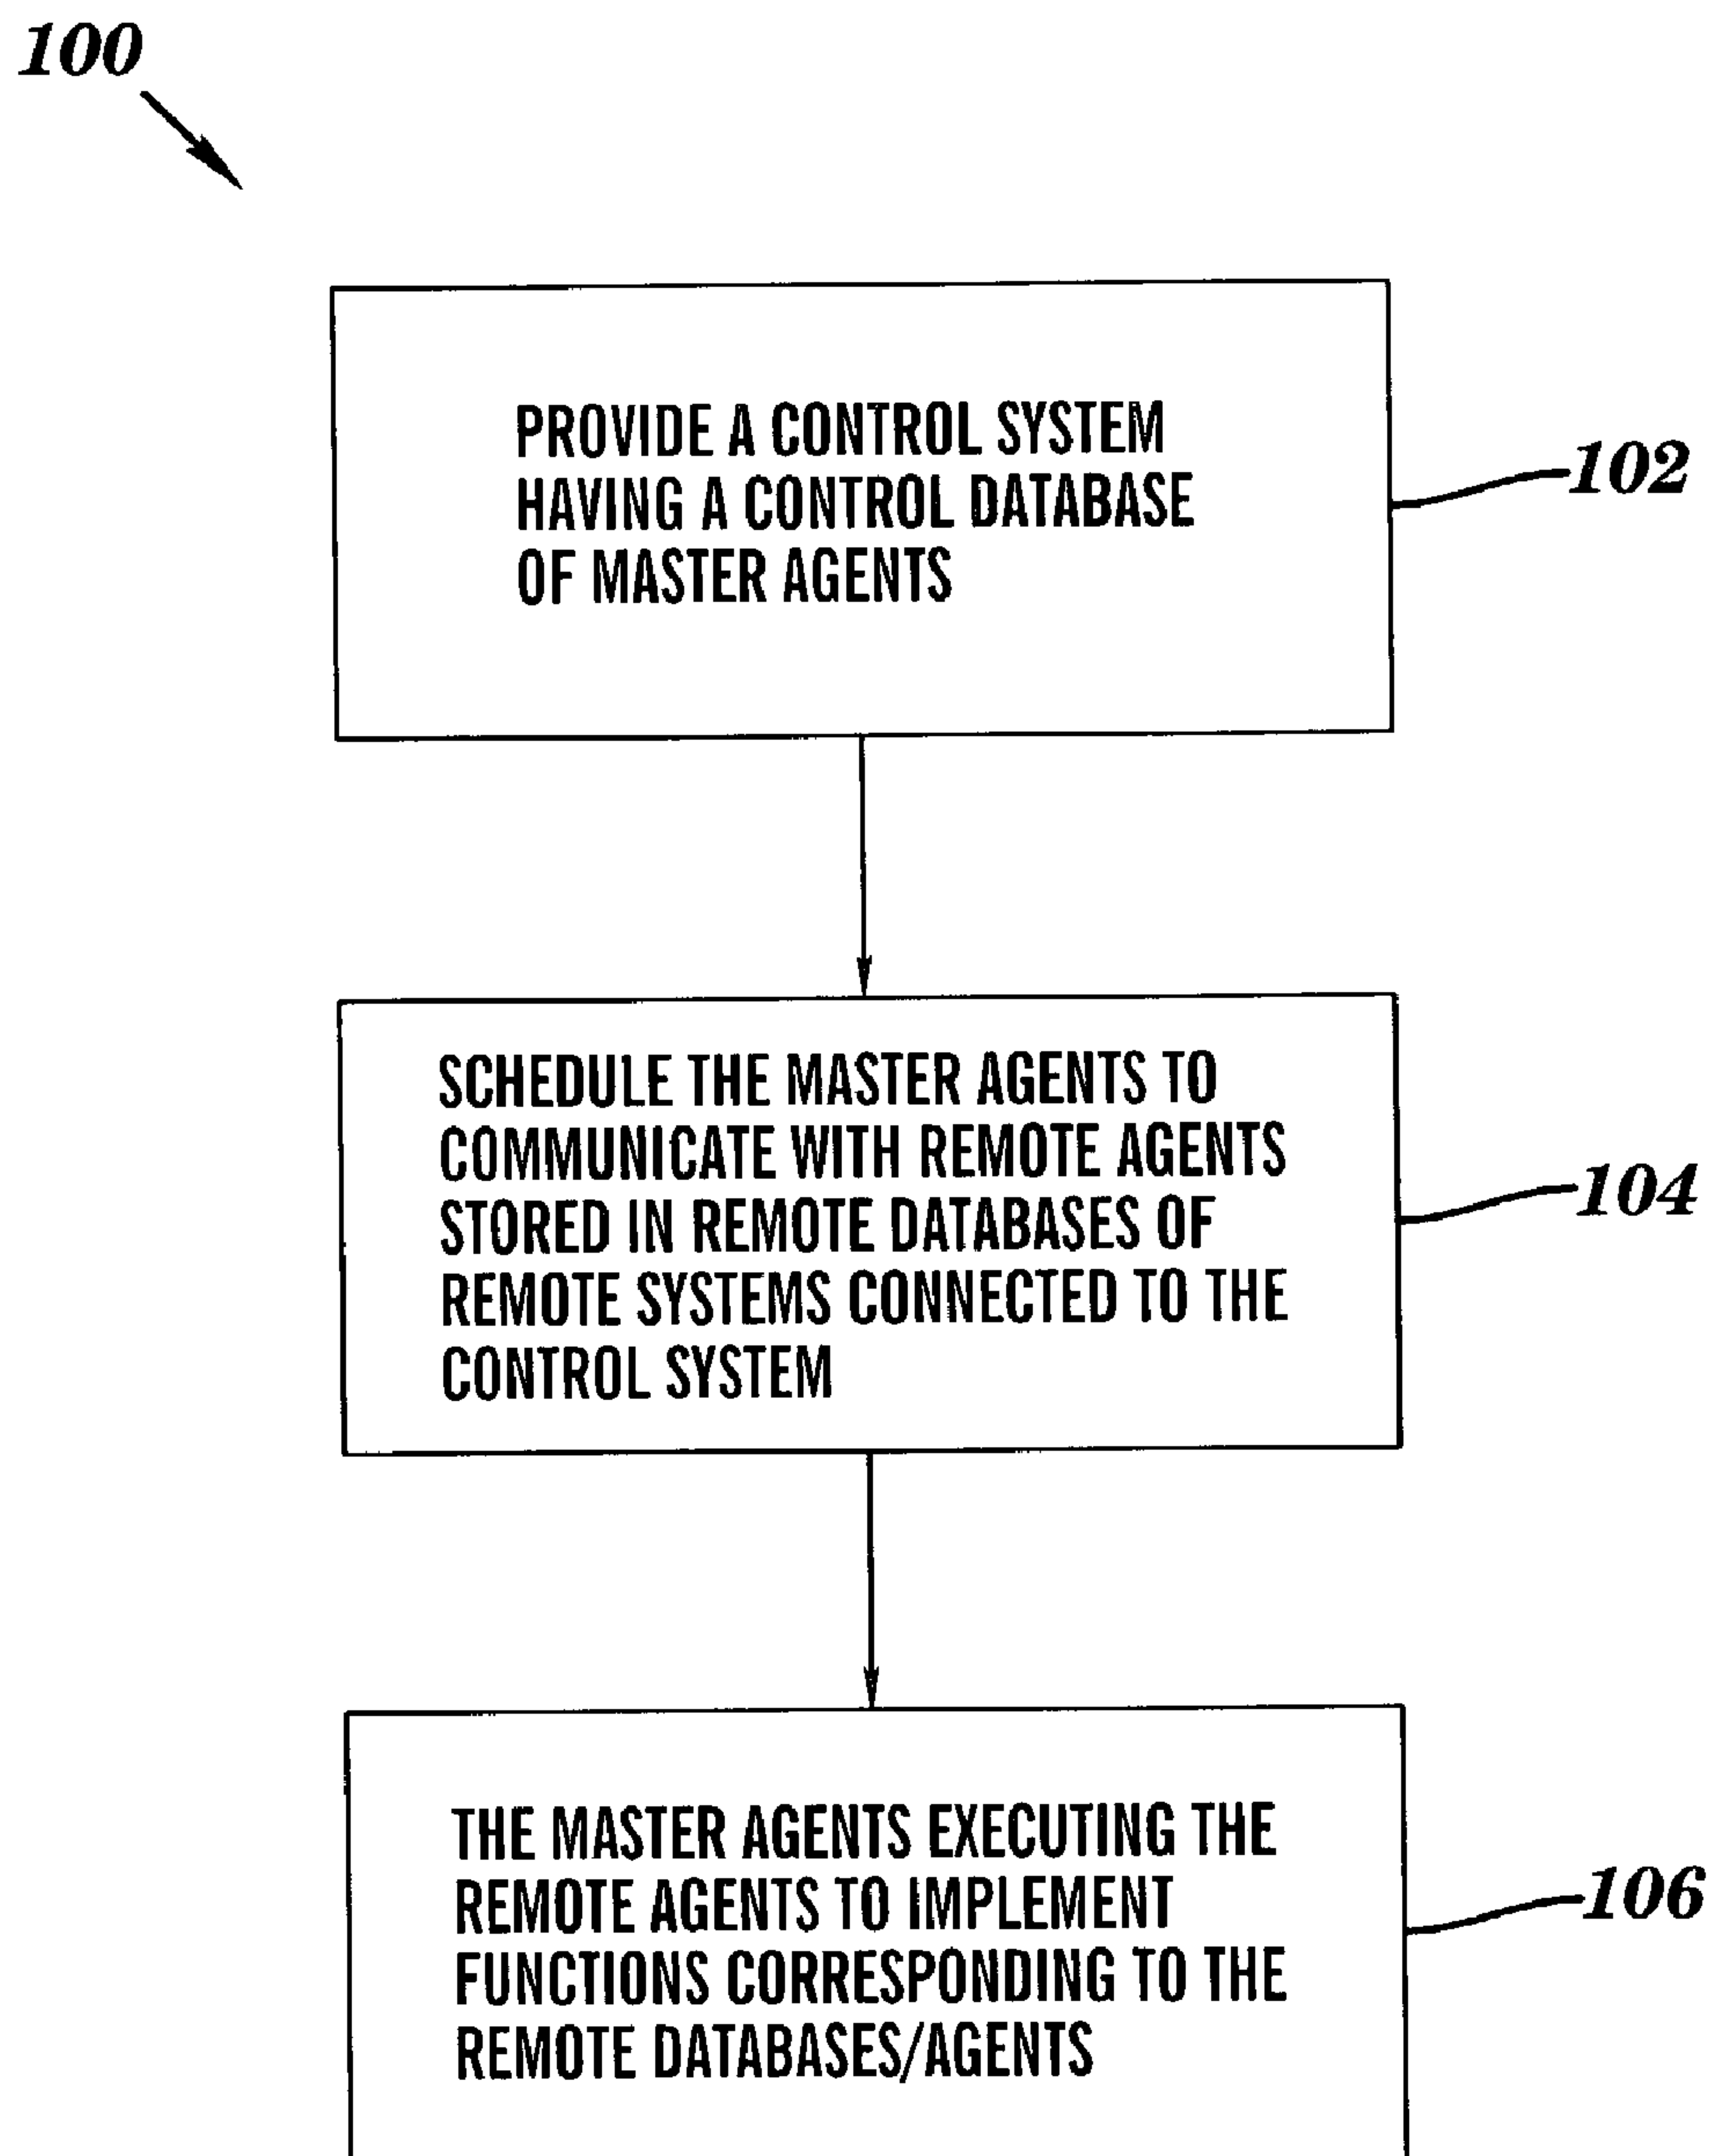 100
PROVIDE A CONTROL SYSTEM
HAVING A CONTROL DATABASE
OF MASTER AGENTS
102
SCHEDULE THE MASTER AGENTS TO
COMMUNICATE WITH REMOTE AGENTS
STORED IN REMOTE DATABASES OF
REMOTE SYSTEMS CONNECTED TO THE
CONTROL SYSTEM
104
THE MASTER AGENTS EXECUTING THE
REMOTE AGENTS TO IMPLEMENT
FUNCTIONS CORRESPONDING TO THE
REMOTE DATABASES/AGENTS
106